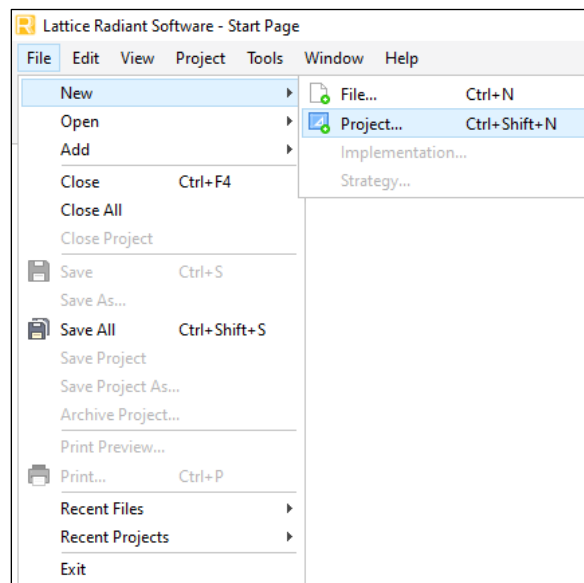 Lattice Radiant Software - Start Page
File Edit View Project Tools Window Help
New
File... Ctrl+N
Open
Project... Ctrl+Shift+N
Add
Implementation...
Close Ctrl+F4
Strategy...
Close All
Close Project
Save Ctrl+S
Save As...
Save All Ctrl+Shift+S
Save Project
Save Project As...
Archive Project...
Print Preview...
Print... Ctrl+P
Recent Files
Recent Projects
Exit